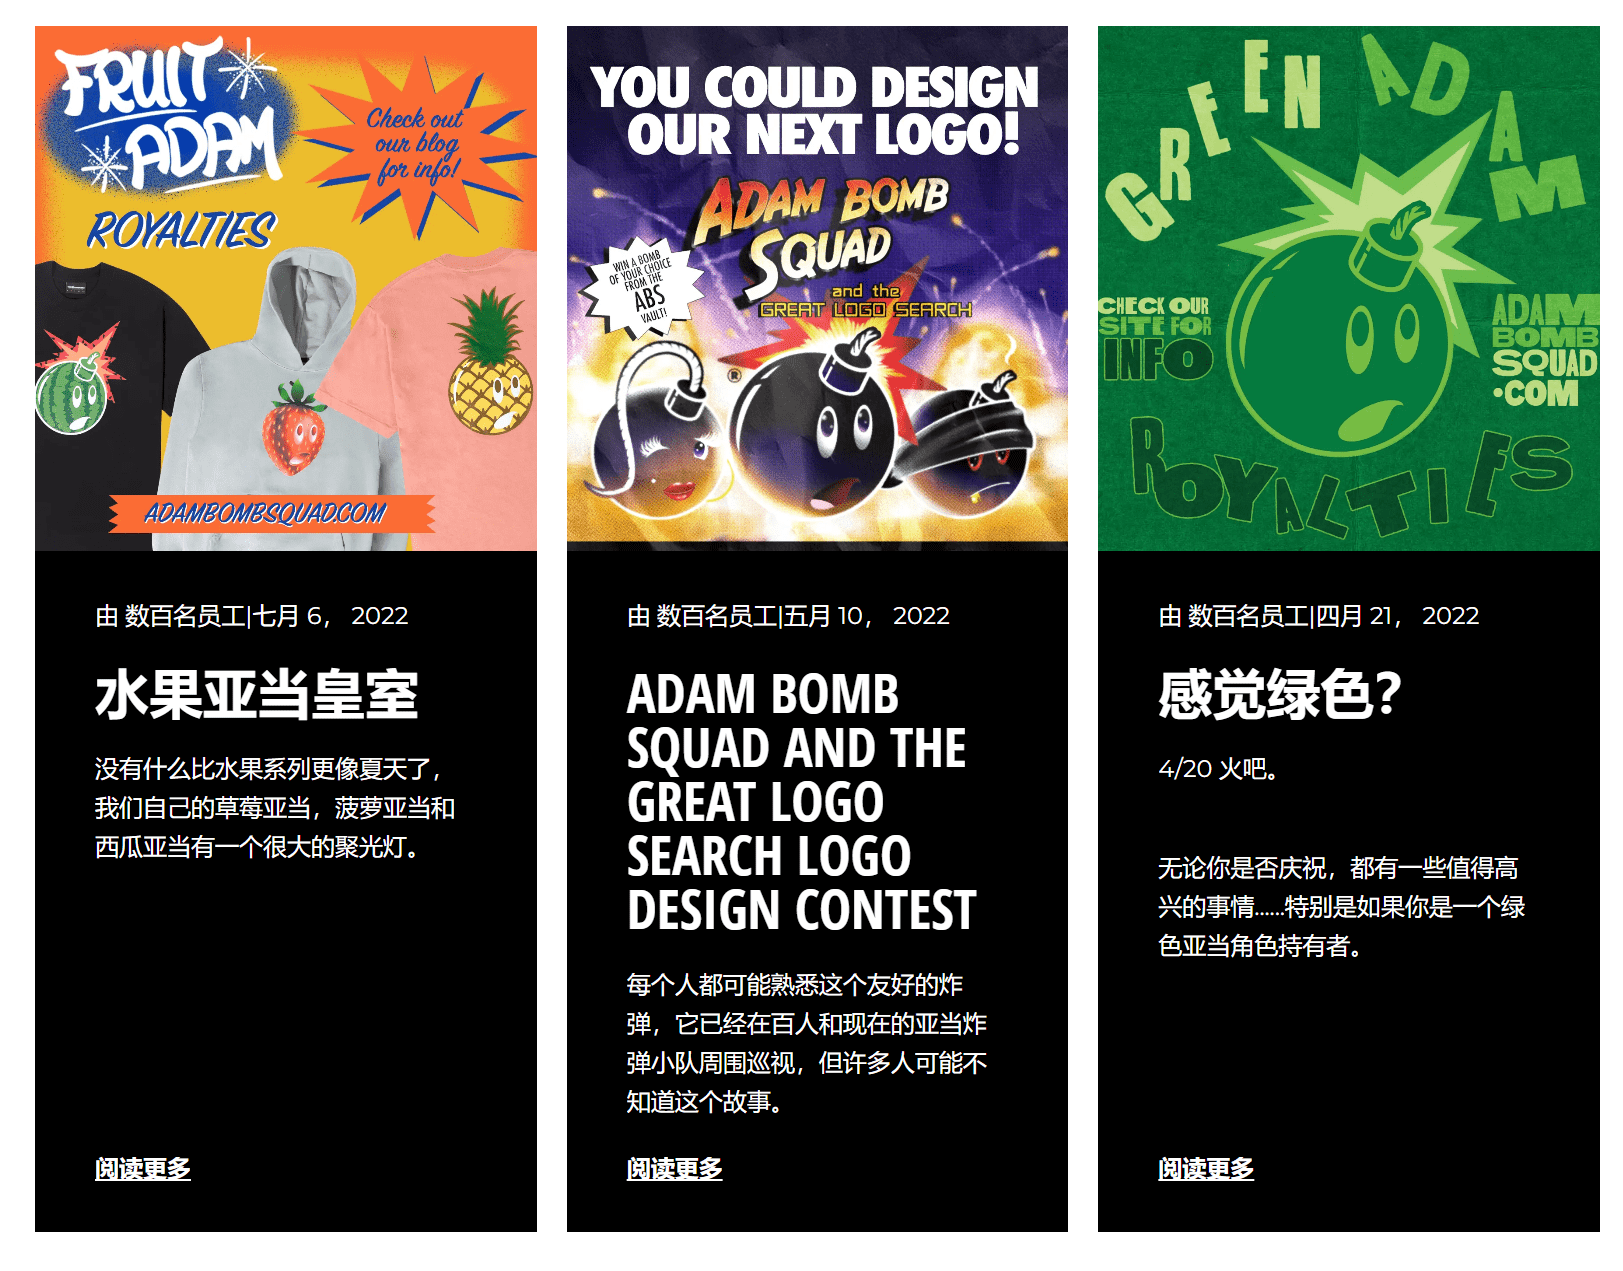 FRUIT
ADAM
ROYALTIES
Check out
our blog
for info!
ADAMBOMBSQUAD.COM
由 数百名员工|七月 6， 2022
水果亚当皇室
没有什么比水果系列更像夏天了，
我们自己的草莓亚当，菠萝亚当和
西瓜亚当有一个很大的聚光灯。
阅读更多
YOU COULD DESIGN
OUR NEXT LOGO!
ADAM BOMB
SQUAD
and the
GREAT LOGO SEARCH
WIN A BOMB
OF YOUR CHOICE
FROM THE
ABS
VAULT!
®
由 数百名员工|五月 10， 2022
ADAM BOMB
SQUAD AND THE
GREAT LOGO
SEARCH LOGO
DESIGN CONTEST
每个人都可能熟悉这个友好的炸
弹，它已经在百人和现在的亚当炸
弹小队周围巡视，但许多人可能不
知道这个故事。
阅读更多
GREEN ADAM
CHECK OUR
SITE FOR
INFO
ADAM
BOMB
SQUAD
.COM
ROYALTIES
由 数百名员工|四月 21， 2022
感觉绿色？
4/20 火吧。
无论你是否庆祝，都有一些值得高
兴的事情......特别是如果你是一个绿
色亚当角色持有者。
阅读更多